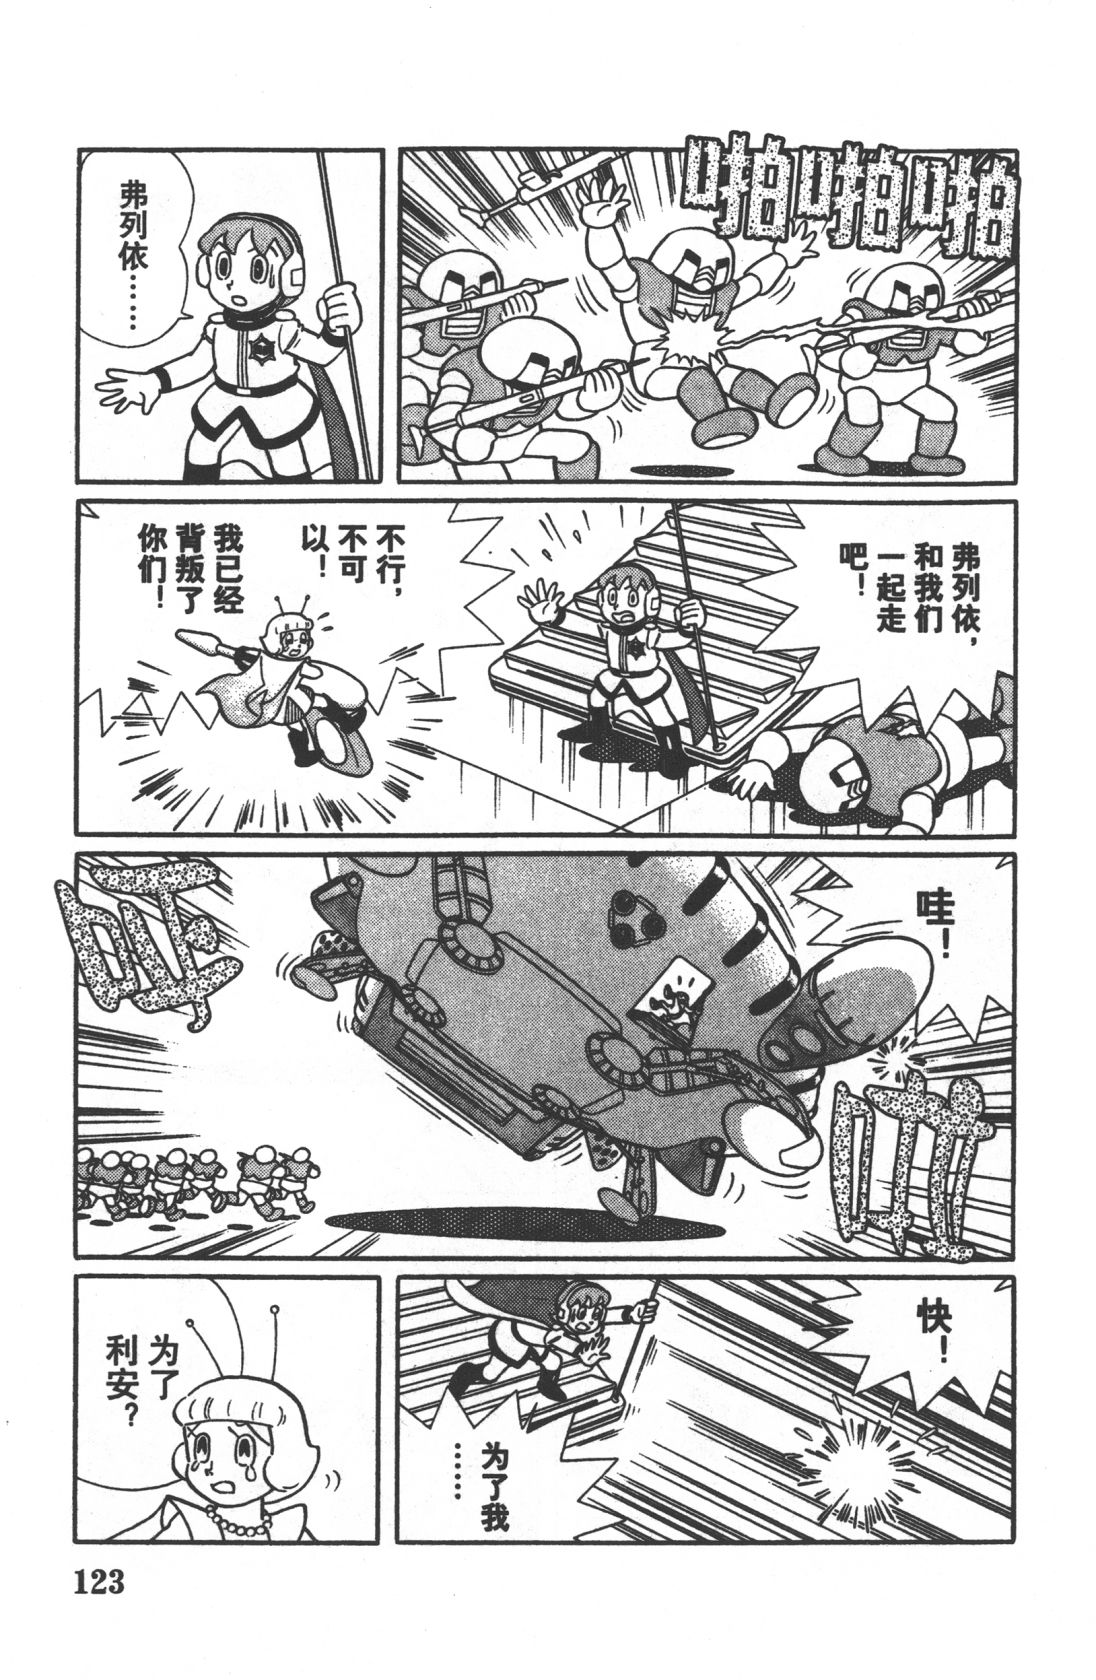 啪啪啪
弗列依……
弗列依，
和我们
一起走
吧！
不行，
不可
以！
我已经
背叛了
你们！
哇！
快！
为了我
……
为了
利安？
123